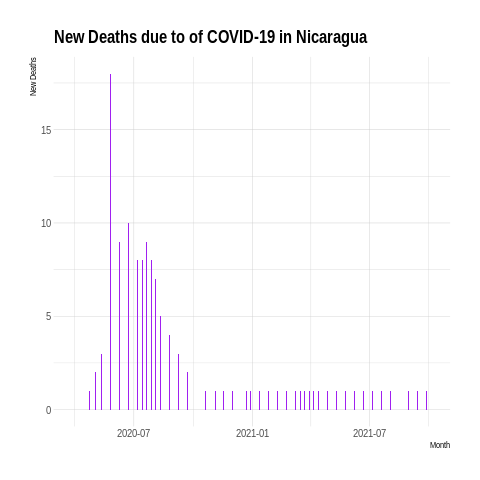 New Deaths due to of COVID-19 in Nicaragua
New Deaths
15
10
5
0
2020-07
2021-01
2021-07
Month